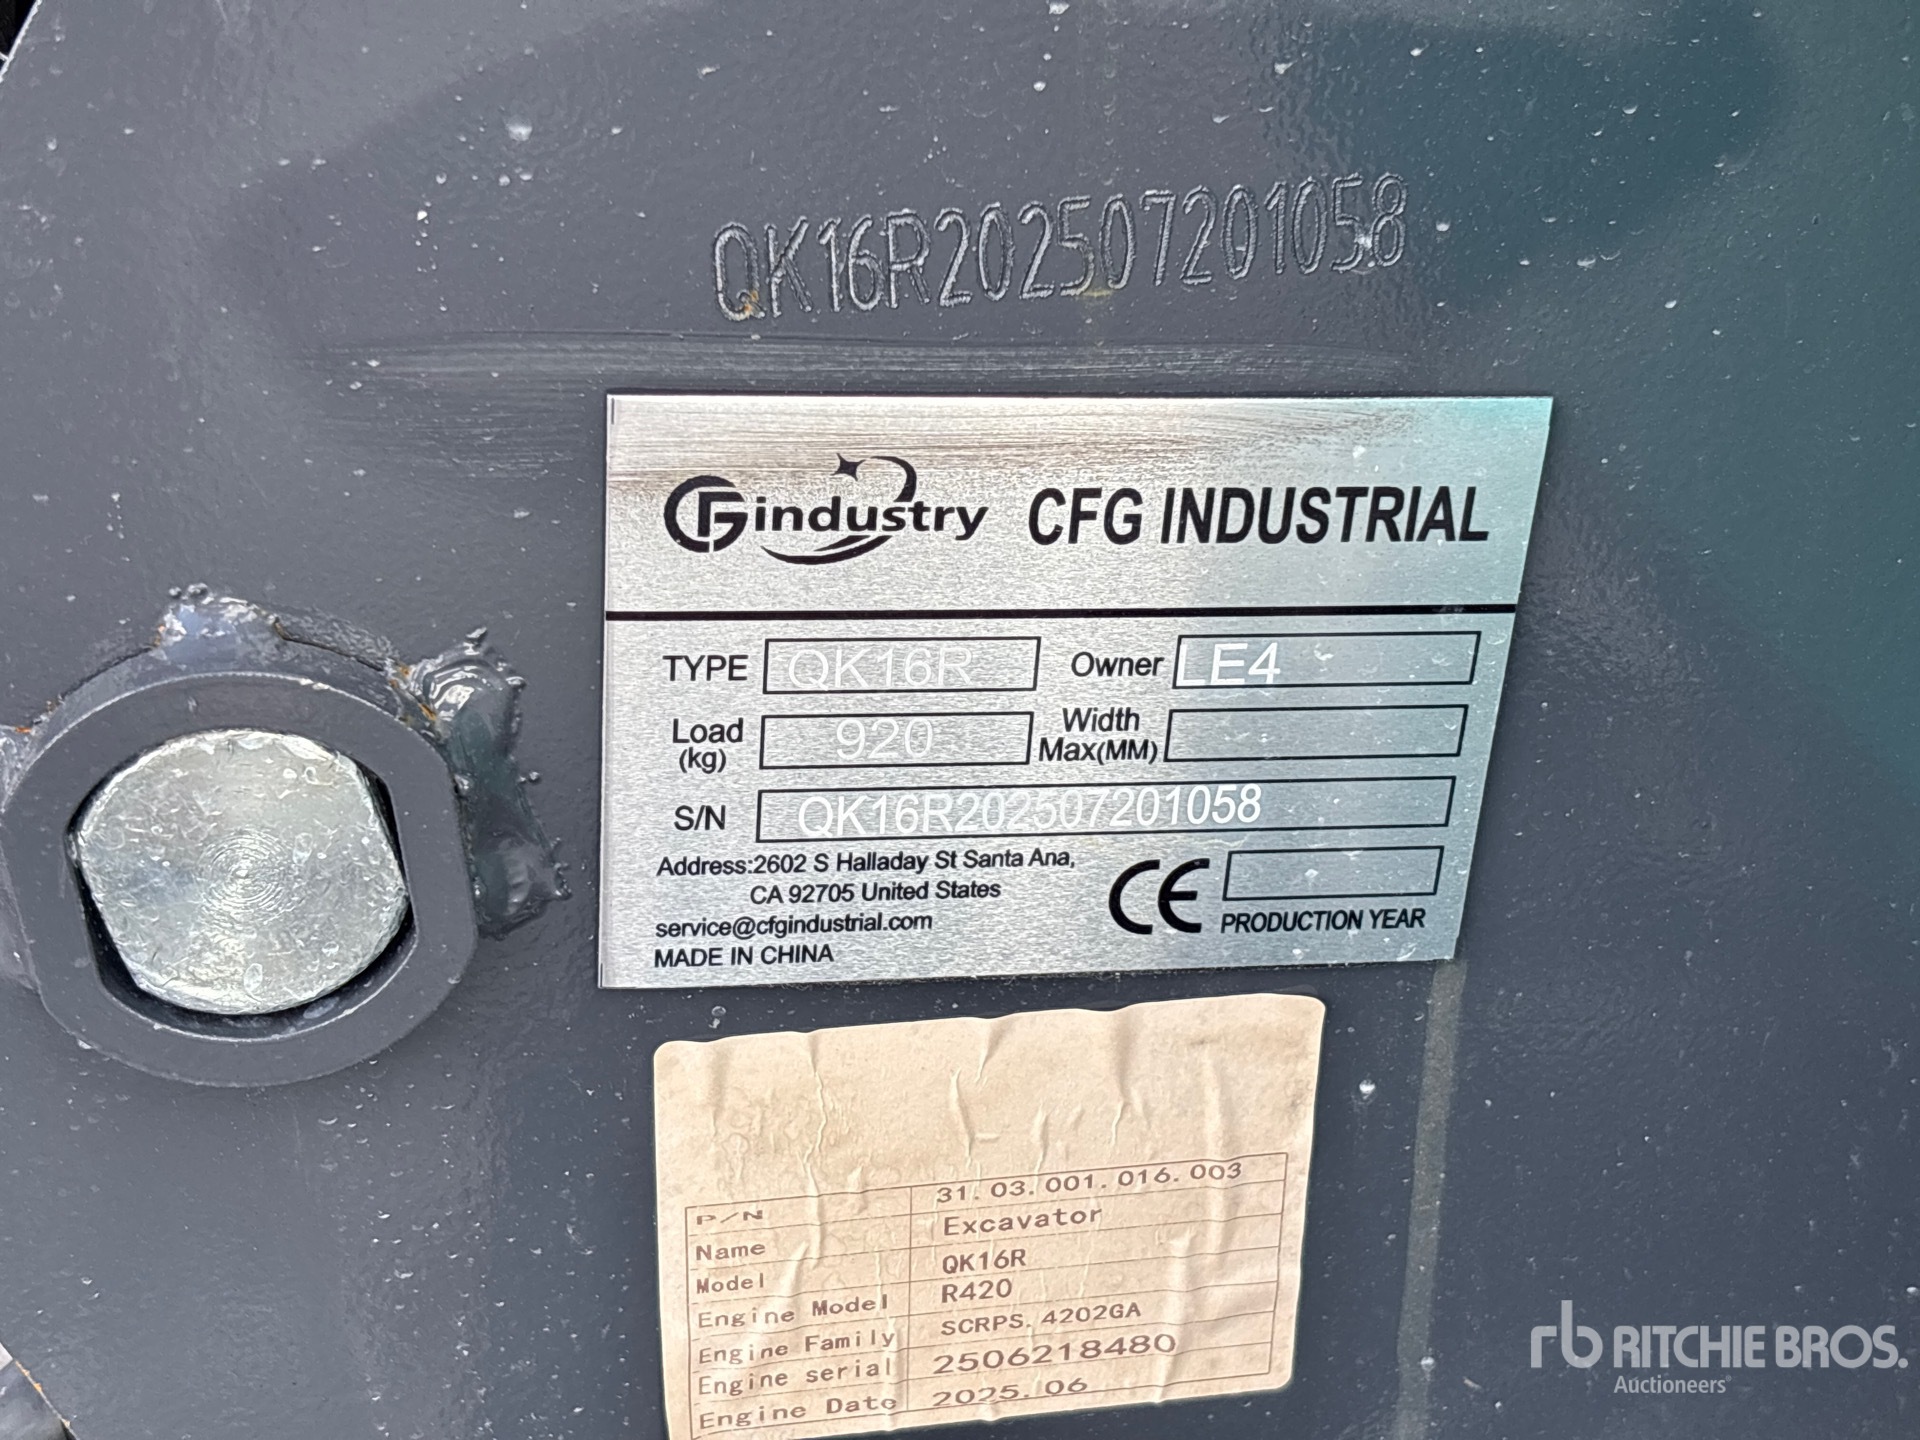 QK16R202507201058
CFGindustry CFG INDUSTRIAL
TYPE QK16R Owner LE4
Load (kg) 920 Width Max(MM)
S/N QK16R202507201058
Address:2602 S Halladay St Santa Ana,
CA 92705 United States
service@cfgindustrial.com
MADE IN CHINA
CE PRODUCTION YEAR
P/N 31.03.001.016.003
Name Excavator
Model QK16R
Engine Model R420
Engine Family SCRPS.4202GA
Engine serial 2506218480
Engine Date 2025.06
rb RITCHIE BROS.
Auctioneers